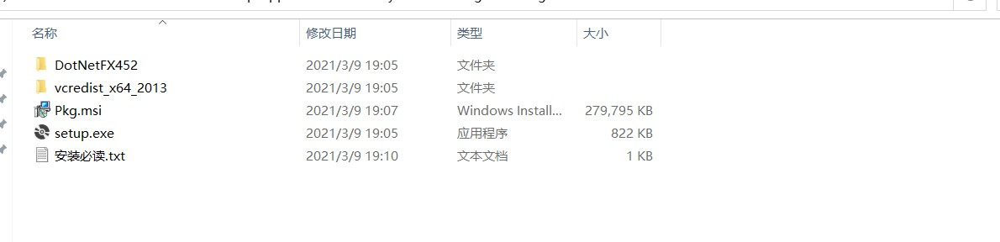 名称 修改日期 类型 大小
DotNetFX452 2021/3/9 19:05 文件夹
vcredist_x64_2013 2021/3/9 19:05 文件夹
Pkg.msi 2021/3/9 19:07 Windows Install... 279,795 KB
setup.exe 2021/3/9 19:05 应用程序 822 KB
安装必读.txt 2021/3/9 19:10 文本文档 1 KB